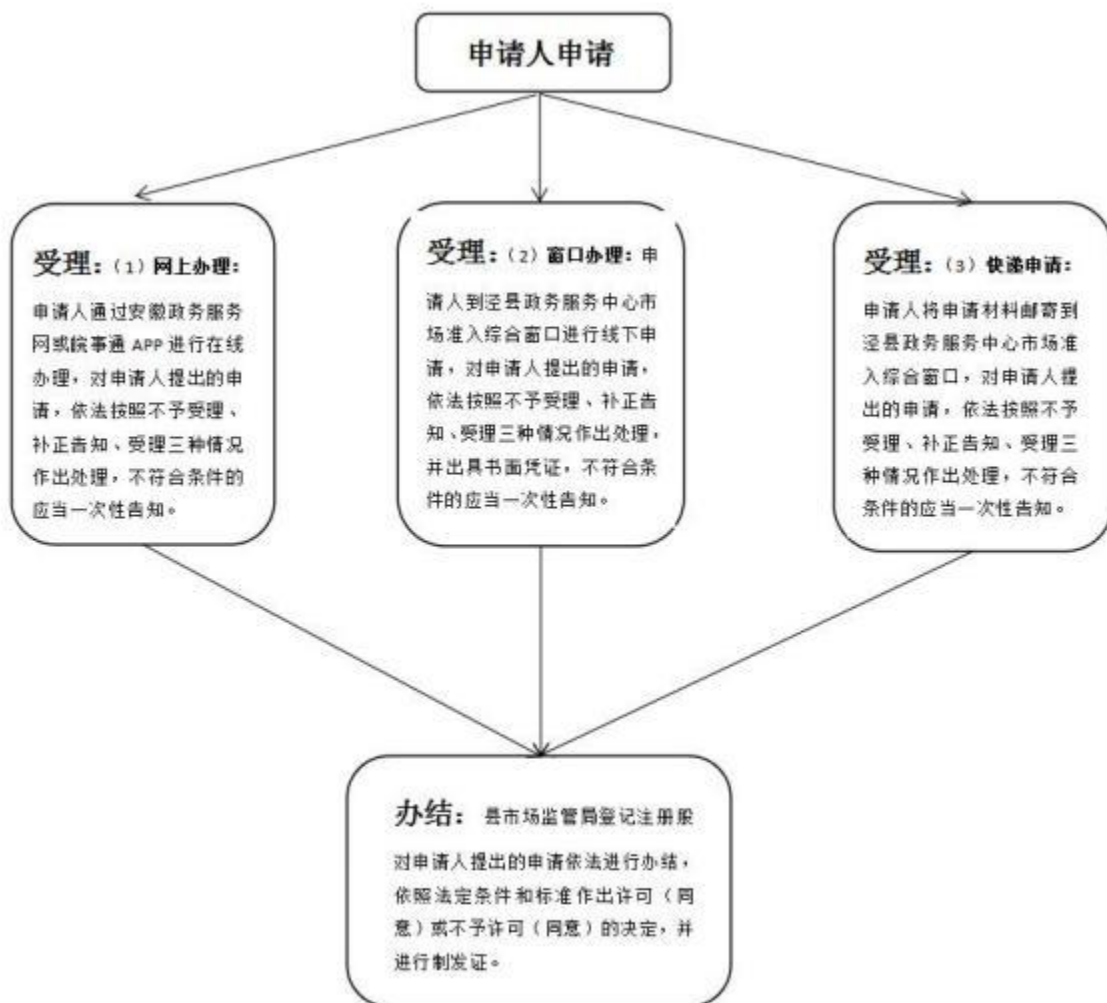 申请人申请
受理：（1）网上办理：
申请人通过安徽政务服务
网或皖事通 APP 进行在线
办理，对申请人提出的申
请，依法按照不予受理、
补正告知、受理三种情况
作出处理，不符合条件的
应当一次性告知。
受理：（2）窗口办理：申
请人到泾县政务服务中心市
场准入综合窗口进行线下申
请，对申请人提出的申请，
依法按照不予受理、补正告
知、受理三种情况作出处理，
并出具书面凭证，不符合条
件的应当一次性告知。
受理：（3）快递申请：
申请人将申请材料邮寄到
泾县政务服务中心市场准
入综合窗口，对申请人提
出的申请，依法按照不予
受理、补正告知、受理三
种情况作出处理，不符合
条件的应当一次性告知。
办结： 县市场监管局登记注册股
对申请人提出的申请依法进行办结，
依照法定条件和标准作出许可（同
意）或不予许可（同意）的决定，并
进行制发证。